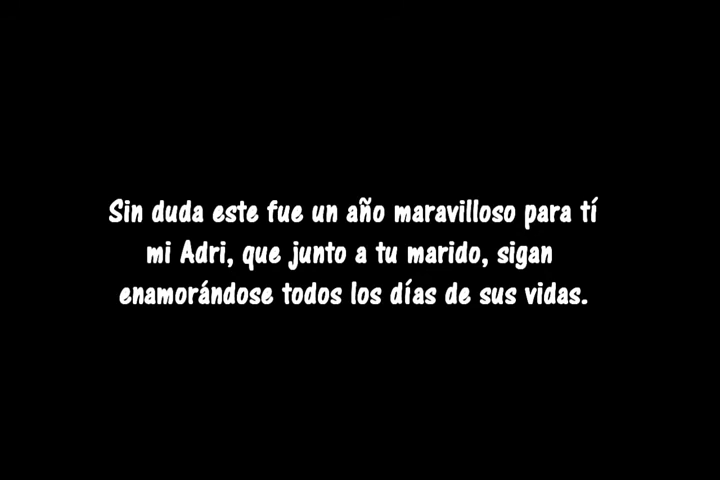 Sin duda este fue un año maravilloso para tí
mi Adri, que junto a tu marido, sigan
enamorándose todos los días de sus vidas.